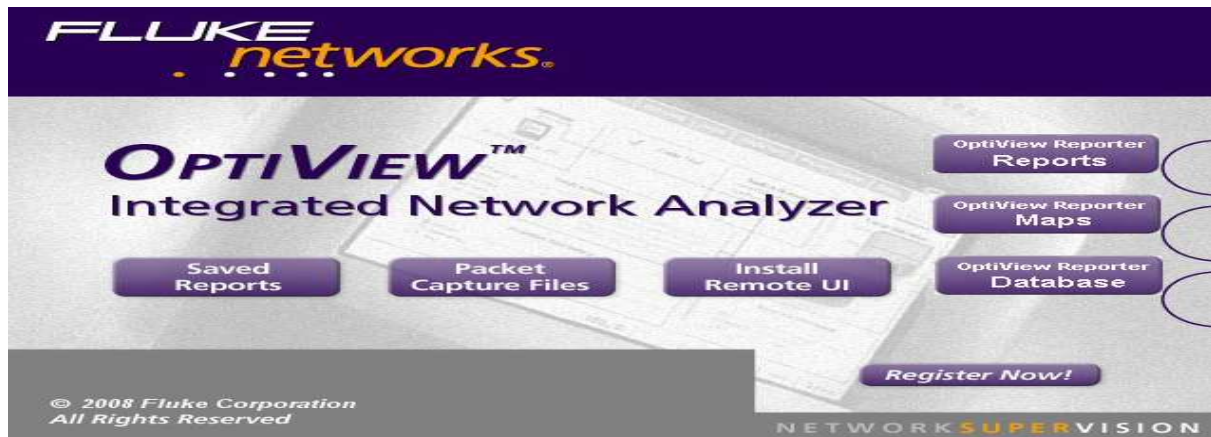 FLUKE
networks®
OPTIVIEW™
Integrated Network Analyzer
OptiView Reporter
Reports
OptiView Reporter
Maps
Saved
Reports
Packet
Capture Files
Install
Remote UI
OptiView Reporter
Database
Register Now!
© 2008 Fluke Corporation
All Rights Reserved
NETWORKSUPERVISION